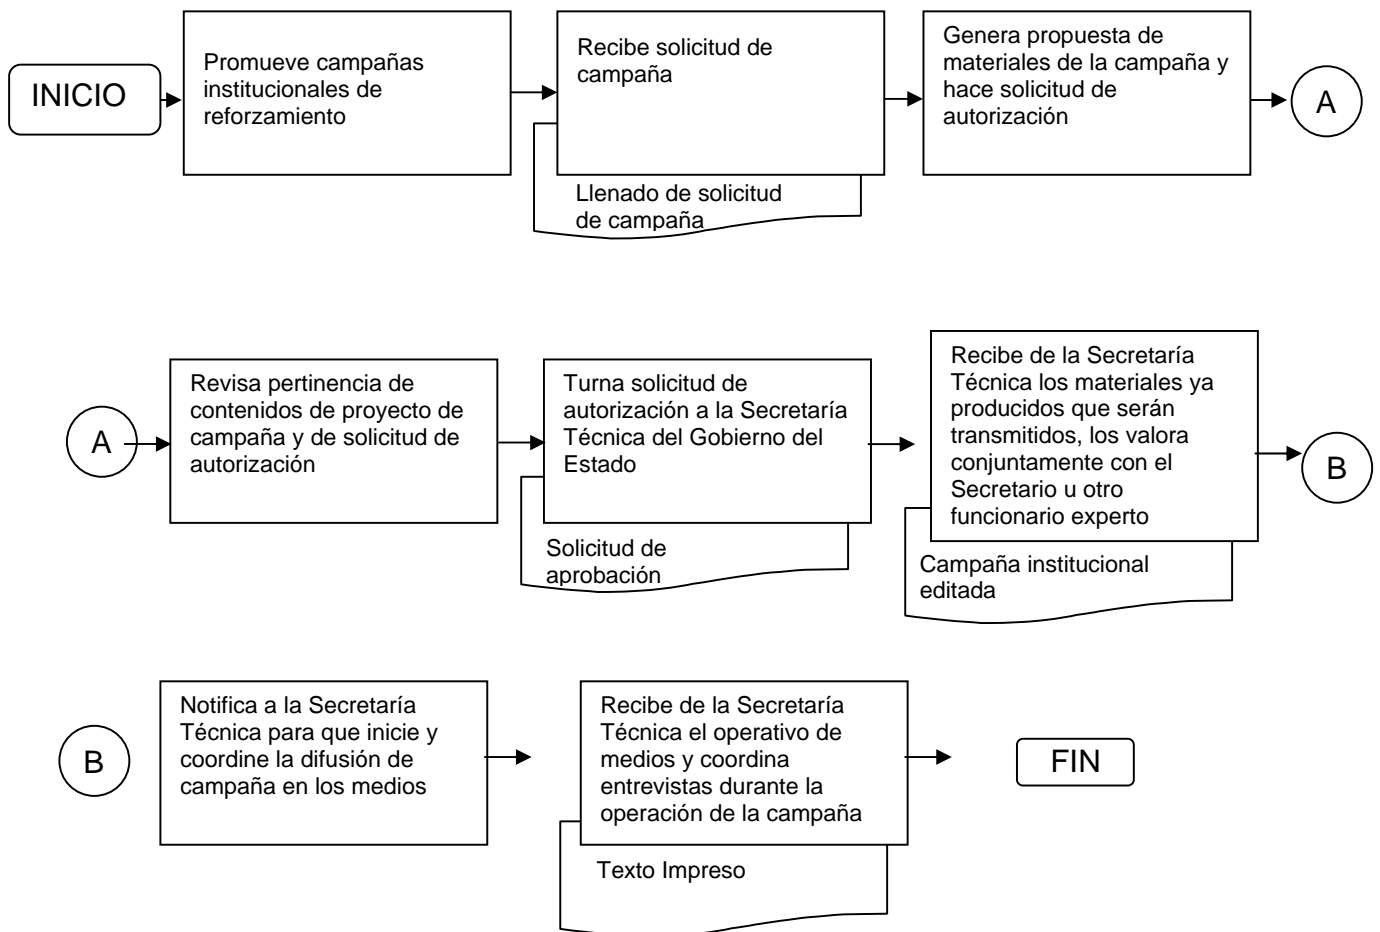 INICIO
Promueve campañas
institucionales de
reforzamiento
Recibe solicitud de
campaña
Llenado de solicitud
de campaña
Genera propuesta de
materiales de la campaña y
hace solicitud de
autorización
A
A
Revisa pertinencia de
contenidos de proyecto de
campaña y de solicitud de
autorización
Turna solicitud de
autorización a la Secretaría
Técnica del Gobierno del
Estado
Solicitud de
aprobación
Recibe de la Secretaría
Técnica los materiales ya
producidos que serán
transmitidos, los valora
conjuntamente con el
Secretario u otro
funcionario experto
Campaña institucional
editada
B
B
Notifica a la Secretaría
Técnica para que inicie y
coordine la difusión de
campaña en los medios
Recibe de la Secretaría
Técnica el operativo de
medios y coordina
entrevistas durante la
operación de la campaña
Texto Impreso
FIN